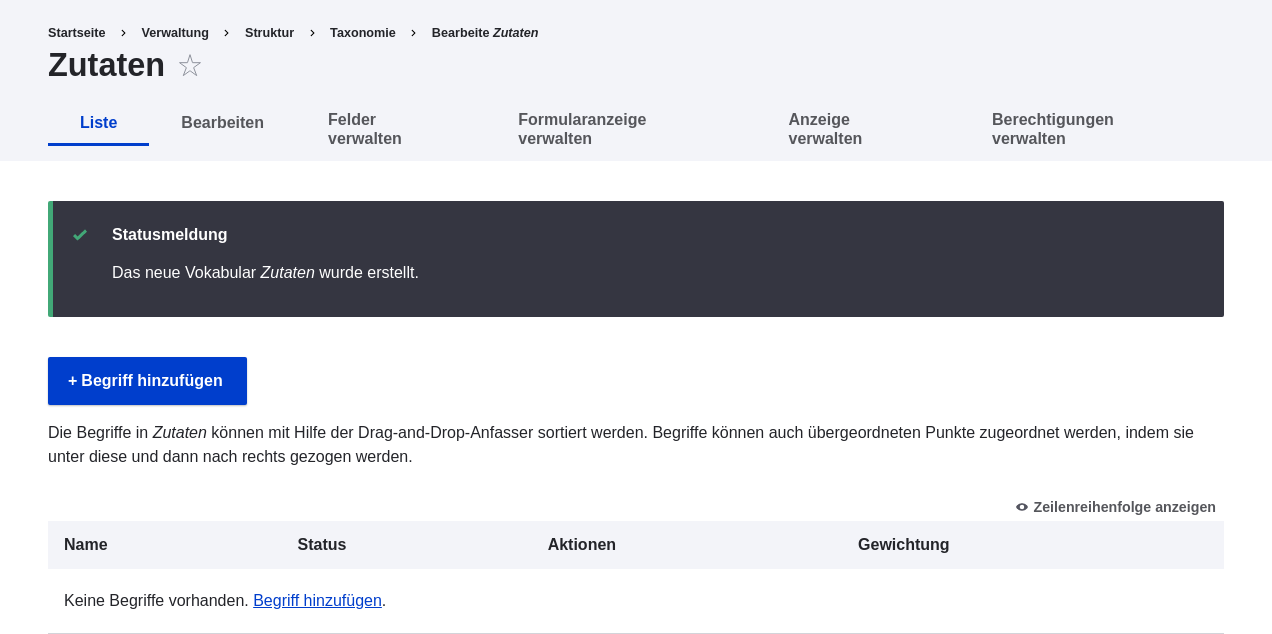 Startseite › Verwaltung › Struktur › Taxonomie › Bearbeite Zutaten
Zutaten ☆
Liste Bearbeiten Felder verwalten Formularanzeige verwalten Anzeige verwalten Berechtigungen verwalten
Statusmeldung
Das neue Vokabular Zutaten wurde erstellt.
+ Begriff hinzufügen
Die Begriffe in Zutaten können mit Hilfe der Drag-and-Drop-Anfasser sortiert werden. Begriffe können auch übergeordneten Punkte zugeordnet werden, indem sie
unter diese und dann nach rechts gezogen werden.
Zeilenreihenfolge anzeigen
Name Status Aktionen Gewichtung
Keine Begriffe vorhanden. Begriff hinzufügen.